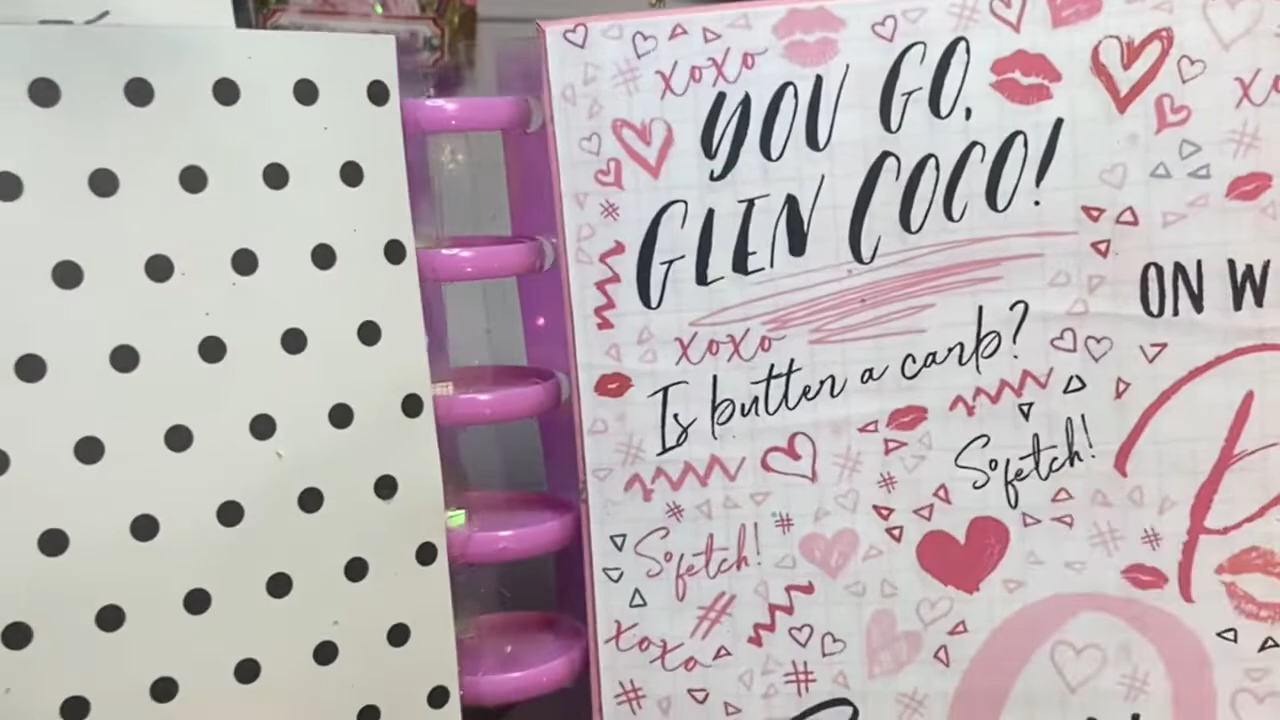 xoxo
YOU GO,
GLEN COCO!
xoxo
Is butter a carb?
So fetch!
So fetch!
xoxo
ON W